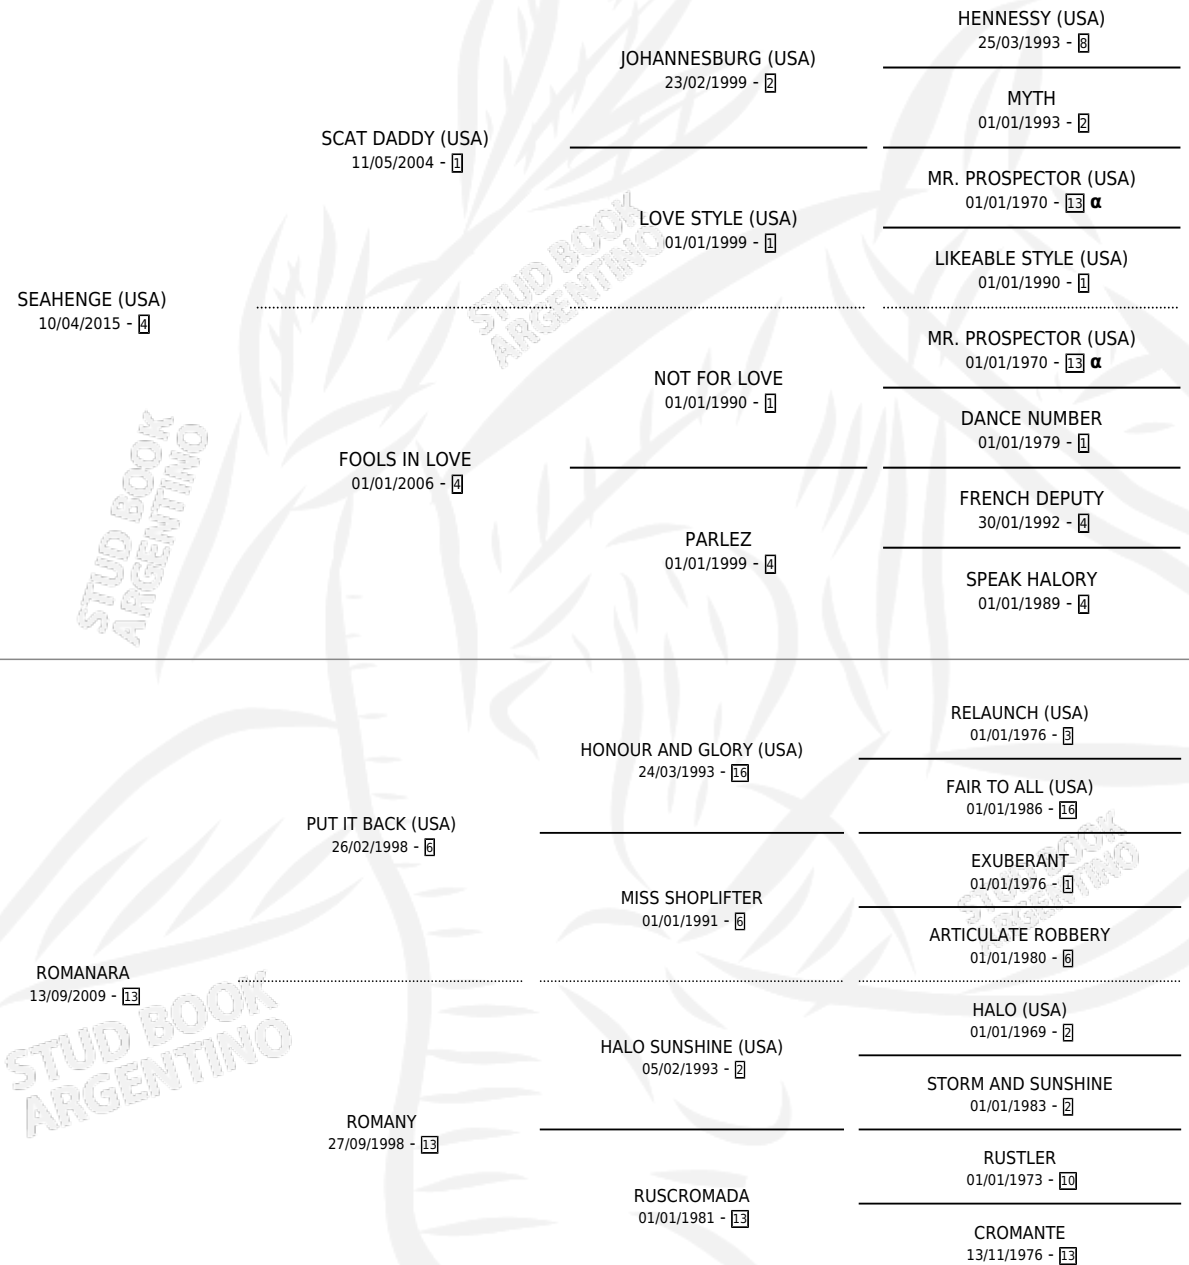 HENNESSY (USA)
25/03/1993 - 8
JOHANNESBURG (USA)
23/02/1999 - 2
MYTH
01/01/1993 - 2
SCAT DADDY (USA)
11/05/2004 - 1
MR. PROSPECTOR (USA)
01/01/1970 - 13 α
LOVE STYLE (USA)
01/01/1999 - 1
LIKEABLE STYLE (USA)
01/01/1990 - 1
SEAHENGE (USA)
10/04/2015 - 4
MR. PROSPECTOR (USA)
01/01/1970 - 13 α
NOT FOR LOVE
01/01/1990 - 1
DANCE NUMBER
01/01/1979 - 1
FOOLS IN LOVE
01/01/2006 - 4
FRENCH DEPUTY
30/01/1992 - 4
PARLEZ
01/01/1999 - 4
SPEAK HALORY
01/01/1989 - 4
RELAUNCH (USA)
01/01/1976 - 3
HONOUR AND GLORY (USA)
24/03/1993 - 16
FAIR TO ALL (USA)
01/01/1986 - 16
PUT IT BACK (USA)
26/02/1998 - 6
EXUBERANT
01/01/1976 - 1
MISS SHOPLIFTER
01/01/1991 - 6
ARTICULATE ROBBERY
01/01/1980 - 6
ROMANARA
13/09/2009 - 13
HALO (USA)
01/01/1969 - 2
HALO SUNSHINE (USA)
05/02/1993 - 2
STORM AND SUNSHINE
01/01/1983 - 2
ROMANY
27/09/1998 - 13
RUSTLER
01/01/1973 - 10
RUSCROMADA
01/01/1981 - 13
CROMANTE
13/11/1976 - 13
STUD BOOK
ARGENTINO
STUD BOOK
ARGENTINO
STUD BOOK
ARGENTINO
STUD BOOK
ARGENTINO